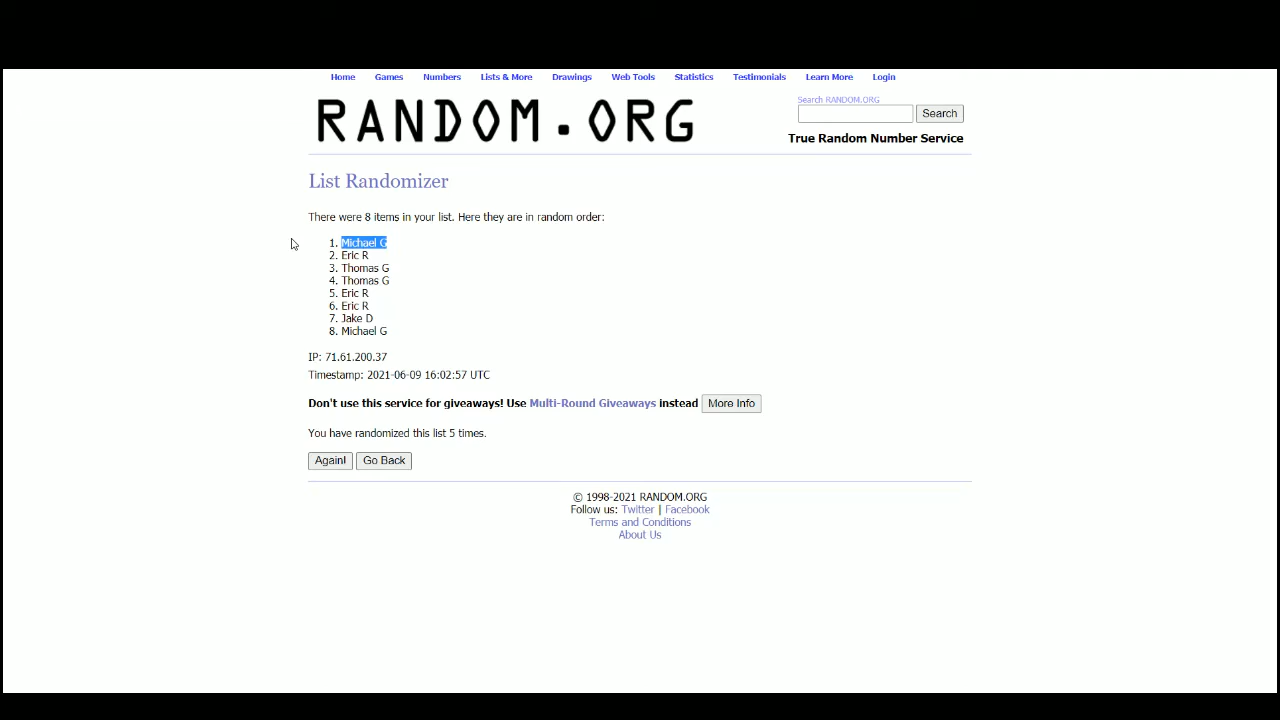 Home Games Numbers Lists & More Drawings Web Tools Statistics Testimonials Learn More Login
RANDOM.ORG
Search RANDOM.ORG
Search
True Random Number Service
List Randomizer
There were 8 items in your list. Here they are in random order:
1. Michael G
2. Eric R
3. Thomas G
4. Thomas G
5. Eric R
6. Eric R
7. Jake D
8. Michael G
IP: 71.61.200.37
Timestamp: 2021-06-09 16:02:57 UTC
Don't use this service for giveaways! Use Multi-Round Giveaways instead More Info
You have randomized this list 5 times.
Again! Go Back
© 1998-2021 RANDOM.ORG
Follow us: Twitter | Facebook
Terms and Conditions
About Us